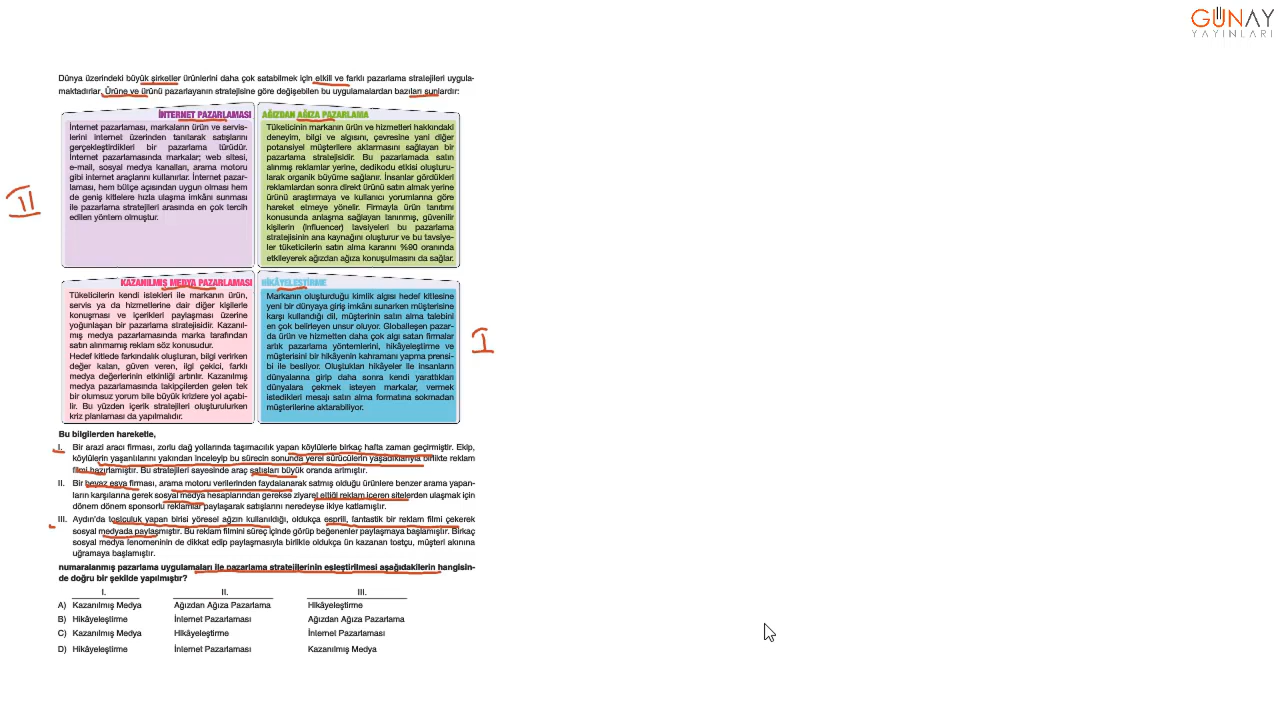 GÜNAY
YAYINLARI
Dünya üzerindeki büyük şirketler ürünlerini daha çok satabilmek için etkili ve farklı pazarlama stratejileri uygula-
maktadırlar. Ürüne ve ürünü pazarlayanın stratejisine göre değişebilen bu uygulamalardan bazıları şunlardır:
İNTERNET PAZARLAMASI
İnternet pazarlaması, markaların ürün ve servis-
lerini internet üzerinden tanıtarak satışlarını
gerçekleştirdikleri bir pazarlama türüdür.
İnternet pazarlamasında markalar; web sitesi,
e-mail, sosyal medya kanalları, arama motoru
gibi internet araçlarını kullanırlar. İnternet pazar-
laması, hem bütçe açısından uygun olması hem
de geniş kitlelere hızla ulaşma imkânı sunması
ile pazarlama stratejileri arasında en çok tercih
edilen yöntem olmuştur.
II
AĞIZDAN AĞIZA PAZARLAMA
Tüketicinin markanın ürün ve hizmetleri hakkındaki
deneyim, bilgi ve algısını, çevresine yani diğer
potansiyel müşterilere aktarmasını sağlayan bir
pazarlama stratejisidir. Bu pazarlamada satın
alınmış reklamlar yerine, dedikodu etkisi oluşturu-
larak organik büyüme sağlanır. İnsanlar gördükleri
reklamlardan sonra direkt ürünü satın almak yerine
ürünü araştırmaya ve kullanıcı yorumlarına göre
hareket etmeye yönelir. Firmayla ürün tanıtımı
konusunda anlaşma sağlayan tanınmış, güvenilir
kişilerin (influencer) tavsiyeleri bu pazarlama
stratejisinin ana kaynağını oluşturur ve bu tavsiye-
ler tüketicilerin satın alma kararını %90 oranında
etkileyerek ağızdan ağıza konuşulmasını da sağlar.
KAZANILMIŞ MEDYA PAZARLAMASI
Tüketicilerin kendi istekleri ile markanın ürün,
servis ya da hizmetlerine dair diğer kişilerle
konuşması ve içerikleri paylaşması üzerine
yoğunlaşan bir pazarlama stratejisidir. Kazanıl-
mış medya pazarlamasında marka tarafından
satın alınmamış reklam söz konusudur.
Hedef kitlede farkındalık oluşturan, bilgi verirken
değer katan, güven veren, ilgi çekici, farklı
medya değerlerinin etkinliği artırılır. Kazanılmış
medya pazarlamasında takipçilerden gelen tek
bir olumsuz yorum bile büyük krizlere yol açabi-
lir. Bu yüzden içerik stratejileri oluşturulurken
kriz planlaması da yapılmalıdır.
HİKÂYELEŞTİRME
Markanın oluşturduğu kimlik algısı hedef kitlesine
yeni bir dünyaya giriş imkânı sunarken müşterisine
karşı kullandığı dil, müşterinin satın alma talebini
en çok belirleyen unsur oluyor. Globalleşen pazar-
da ürün ve hizmetten daha çok algı satan firmalar
artık pazarlama yöntemlerini, hikâyeleştirme ve
müşterisini bir hikâyenin kahramanı yapma prensi-
bi ile besliyor. Oluşturulan hikâyeler ile insanların
dünyalarına girip daha sonra kendi yarattıkları
dünyalara çekmek isteyen markalar, vermek
istedikleri mesajı satın alma formatına sokmadan
müşterilerine aktarabiliyor.
I
Bu bilgilerden hareketle,
I. Bir arazi aracı firması, zorlu dağ yollarında taşımacılık yapan köylülerle birkaç hafta zaman geçirmiştir. Ekip,
köylülerin yaşantılarını yakından inceleyip bu sürecin sonunda yerel sürücülerin yaşadıklarıyla birlikte reklam
filmi hazırlamıştır. Bu stratejileri sayesinde araç satışları büyük oranda artmıştır.
II. Bir beyaz eşya firması, arama motoru verilerinden faydalanarak satmış olduğu ürünlere benzer arama yapan-
ların karşılarına gerek sosyal medya hesaplarından gerekse ziyaret ettiği reklam içeren sitelerden ulaşmak için
dönem dönem sponsorlu reklamlar paylaşarak satışlarını neredeyse ikiye katlamıştır.
III. Aydın'da tostçuluk yapan birisi yöresel ağzın kullanıldığı, oldukça esprili, fantastik bir reklam filmi çekerek
sosyal medyada paylaşmıştır. Bu reklam filmini süreç içinde görüp beğenenler paylaşmaya başlamıştır. Birkaç
sosyal medya fenomeninin de dikkat edip paylaşmasıyla birlikte oldukça ün kazanan tostçu, müşteri akınına
uğramaya başlamıştır.
numaralanmış pazarlama uygulamaları ile pazarlama stratejilerinin eşleştirilmesi aşağıdakilerin hangisin-
de doğru bir şekilde yapılmıştır?
I. II. III.
A) Kazanılmış Medya Ağızdan Ağıza Pazarlama Hikâyeleştirme
B) Hikâyeleştirme İnternet Pazarlaması Ağızdan Ağıza Pazarlama
C) Kazanılmış Medya Hikâyeleştirme İnternet Pazarlaması
D) Hikâyeleştirme İnternet Pazarlaması Kazanılmış Medya